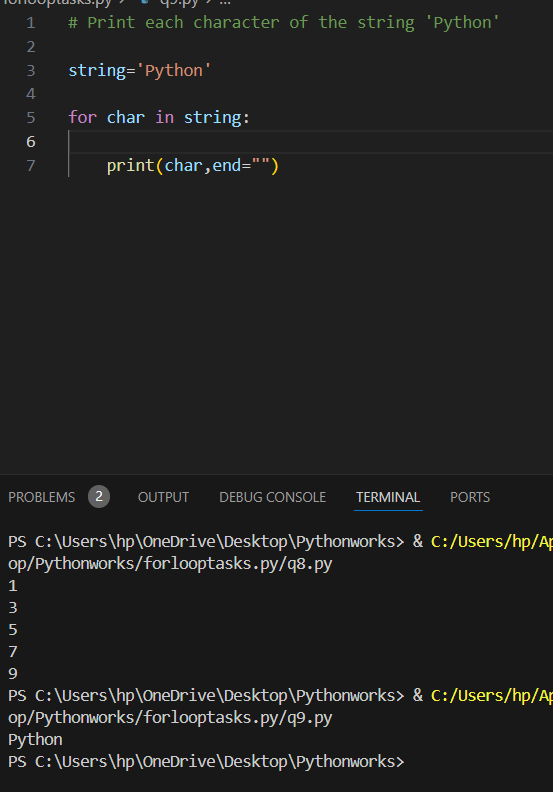 forlooptasks.py > q9.py > ...
1 # Print each character of the string 'Python'
2
3 string='Python'
4
5 for char in string:
6
7 print(char,end="")
PROBLEMS 2 OUTPUT DEBUG CONSOLE TERMINAL PORTS
PS C:\Users\hp\OneDrive\Desktop\Pythonworks> & C:/Users/hp/Ap
op/Pythonworks/forlooptasks.py/q8.py
1
3
5
7
9
PS C:\Users\hp\OneDrive\Desktop\Pythonworks> & C:/Users/hp/Ap
op/Pythonworks/forlooptasks.py/q9.py
Python
PS C:\Users\hp\OneDrive\Desktop\Pythonworks>